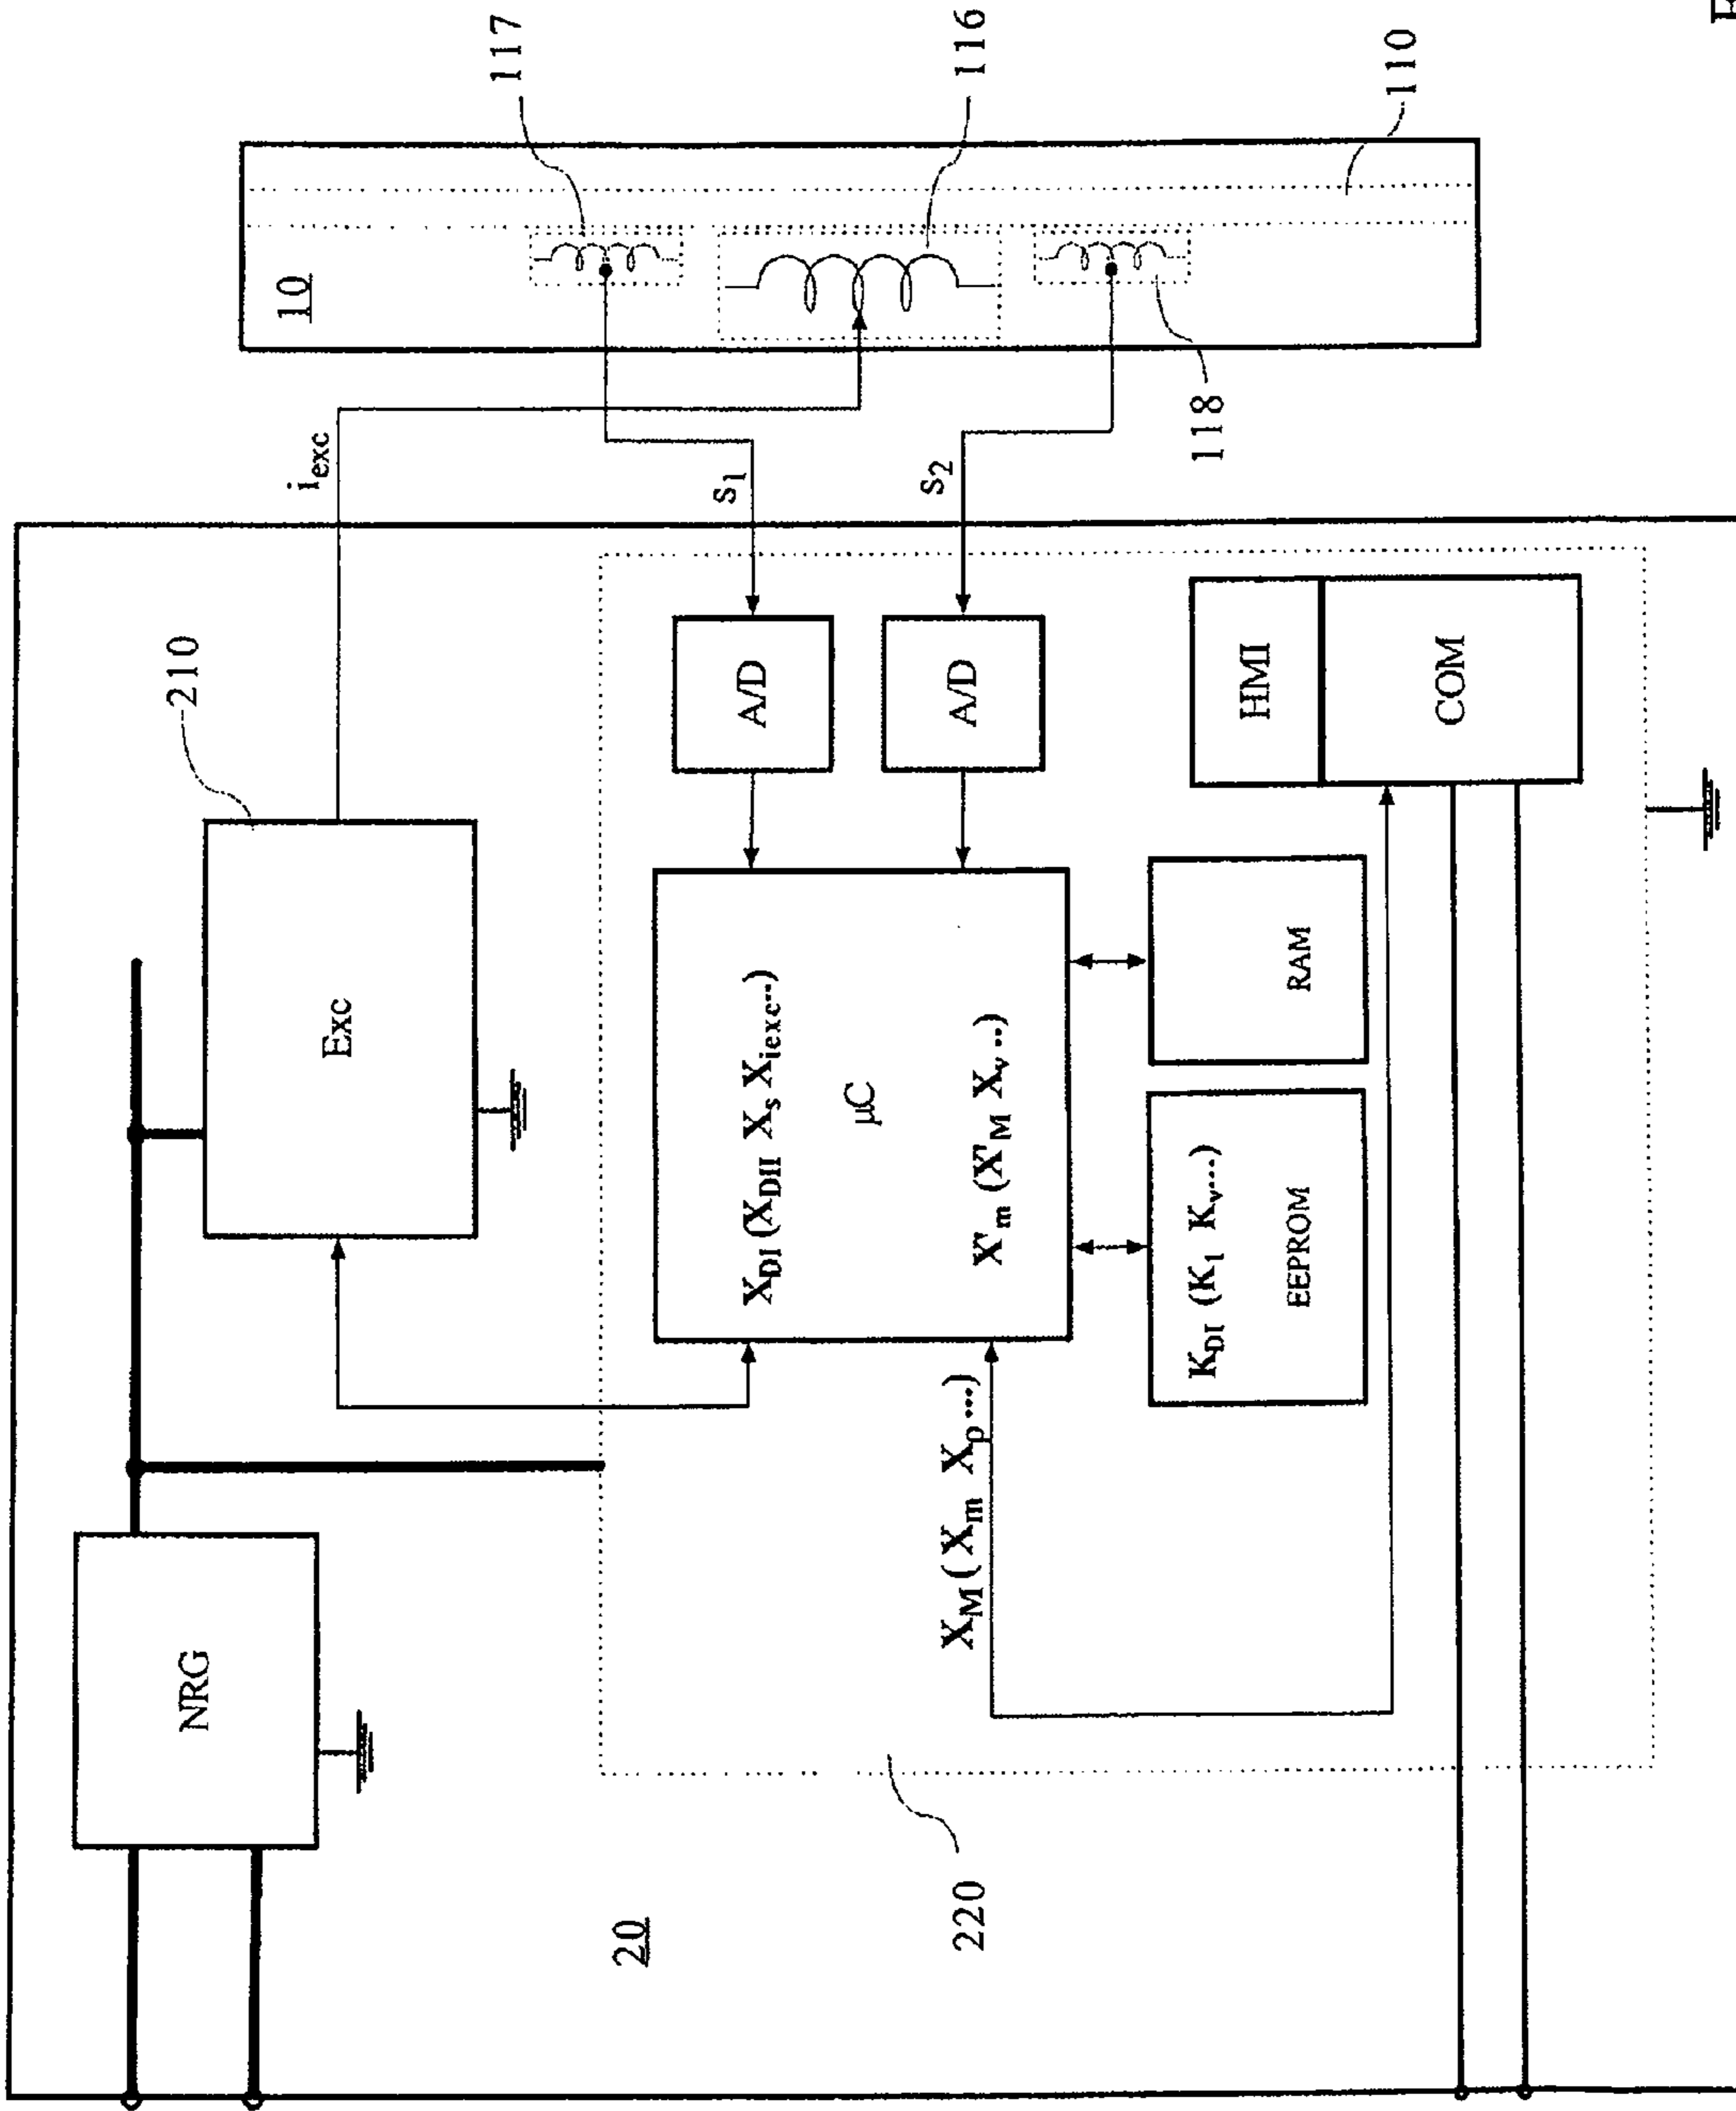 NRG
20
220
210
Exc
i_exc
X_DI (X_DII X_s X_iexc..)
µC
X'_m (X'_M X_v ..)
X_M ( X_m X_ρ ...)
K_DI (K_1 K_v...)
EEPROM
RAM
A/D
A/D
s_1
s_2
HMI
COM
10
117
116
118
110